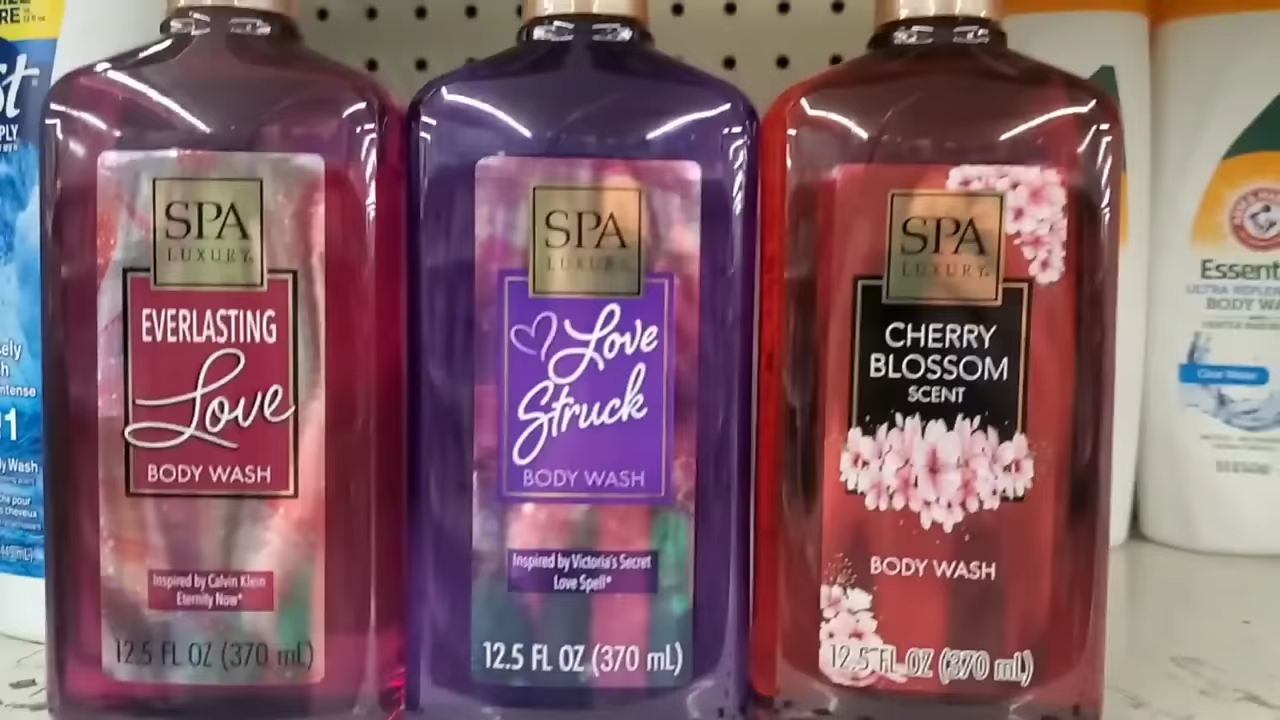 SPA
LUXURY
EVERLASTING
Love
BODY WASH
Inspired by Calvin Klein
Eternity Now*
12.5 FL OZ (370 mL)
SPA
LUXURY
Love
Struck
BODY WASH
Inspired by Victoria's Secret
Love Spell*
12.5 FL OZ (370 mL)
SPA
LUXURY
CHERRY
BLOSSOM
SCENT
BODY WASH
12.5 FL OZ (370 mL)
Essent
BODY WA